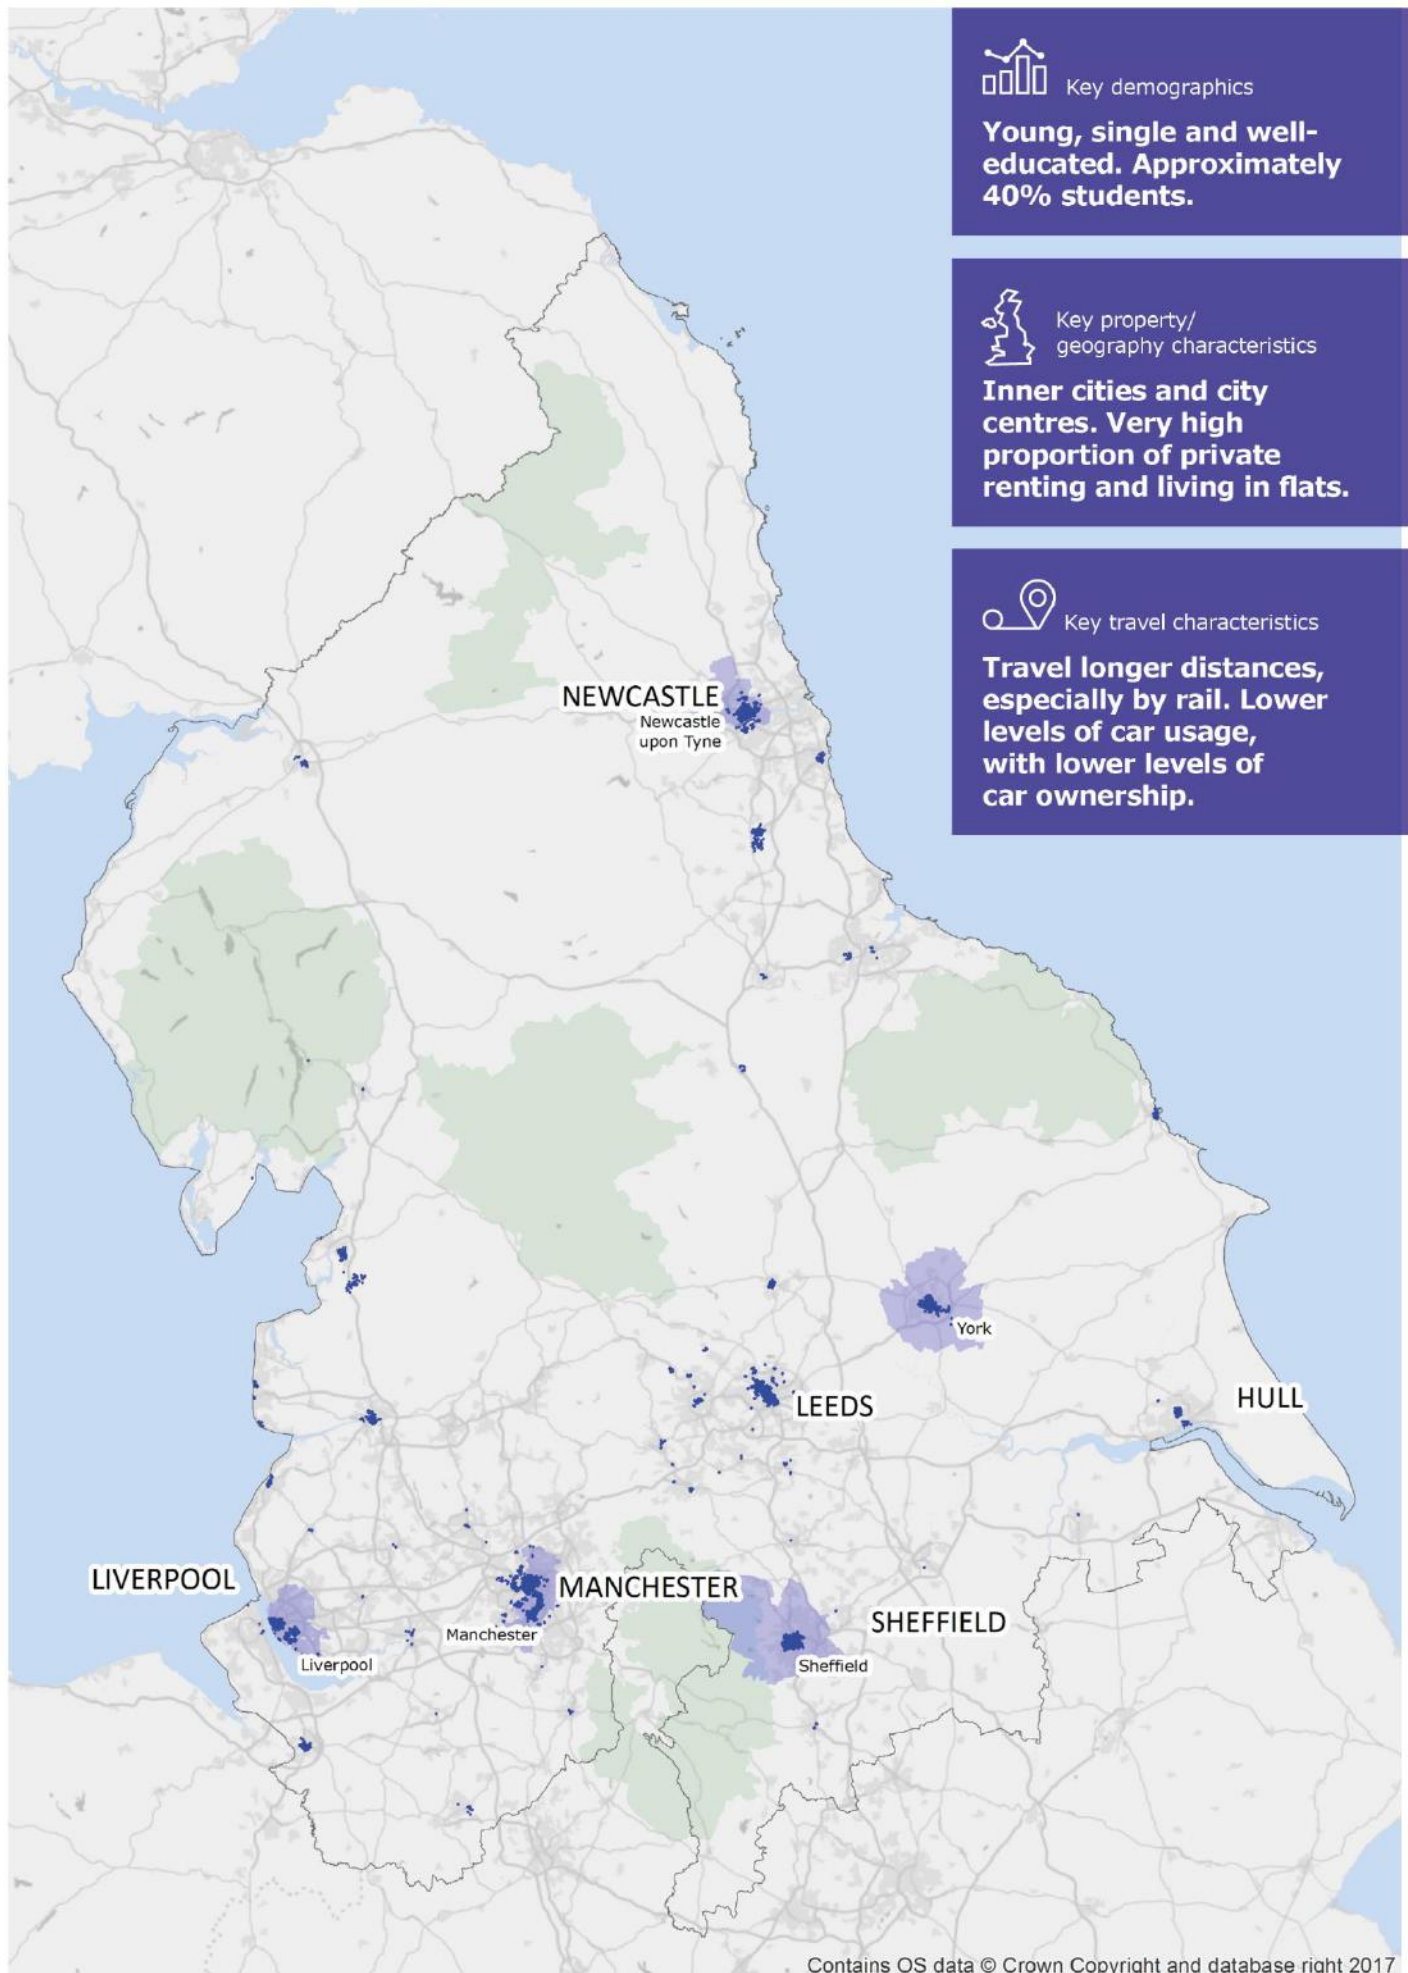 Key demographics
Young, single and well-
educated. Approximately
40% students.
Key property/
geography characteristics
Inner cities and city
centres. Very high
proportion of private
renting and living in flats.
Key travel characteristics
Travel longer distances,
especially by rail. Lower
levels of car usage,
with lower levels of
car ownership.
NEWCASTLE
Newcastle
upon Tyne
York
LEEDS
HULL
LIVERPOOL
MANCHESTER
Manchester
SHEFFIELD
Liverpool
Sheffield
Contains OS data © Crown Copyright and database right 2017